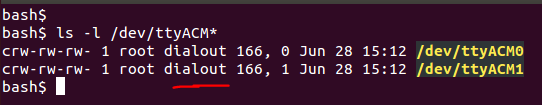 bash$
bash$ ls -l /dev/ttyACM*
crw-rw-rw- 1 root dialout 166, 0 Jun 28 15:12 /dev/ttyACM0
crw-rw-rw- 1 root dialout 166, 1 Jun 28 15:12 /dev/ttyACM1
bash$